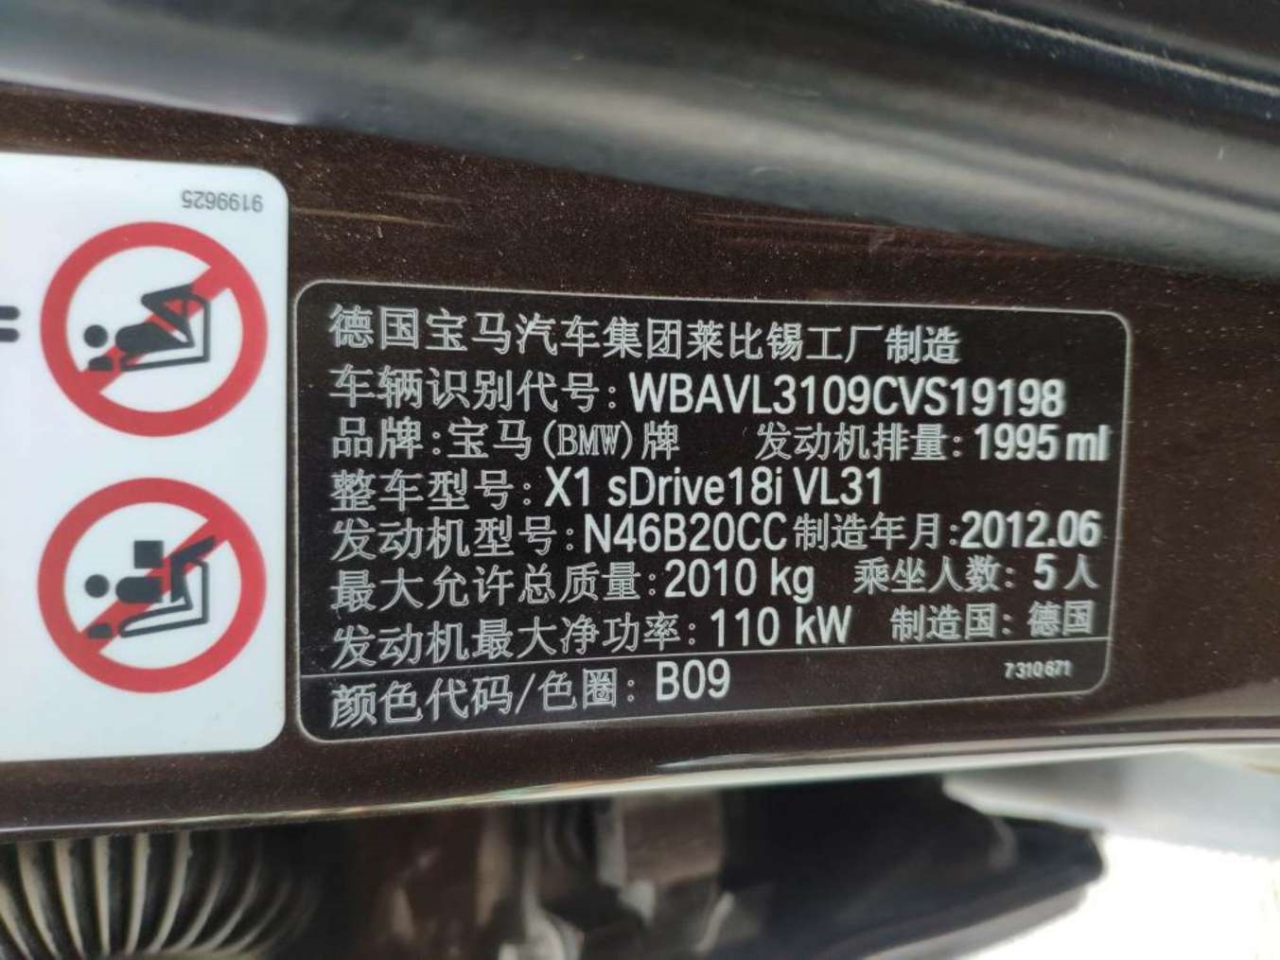 9199625
德国宝马汽车集团莱比锡工厂制造
车辆识别代号: WBAVL3109CVS19198
品牌:宝马(BMW)牌 发动机排量: 1995 ml
整车型号: X1 sDrive18i VL31
发动机型号: N46B20CC 制造年月:2012.06
最大允许总质量: 2010 kg 乘坐人数: 5人
发动机最大净功率: 110 kW 制造国: 德国
颜色代码/色圈: B09 7 310 671